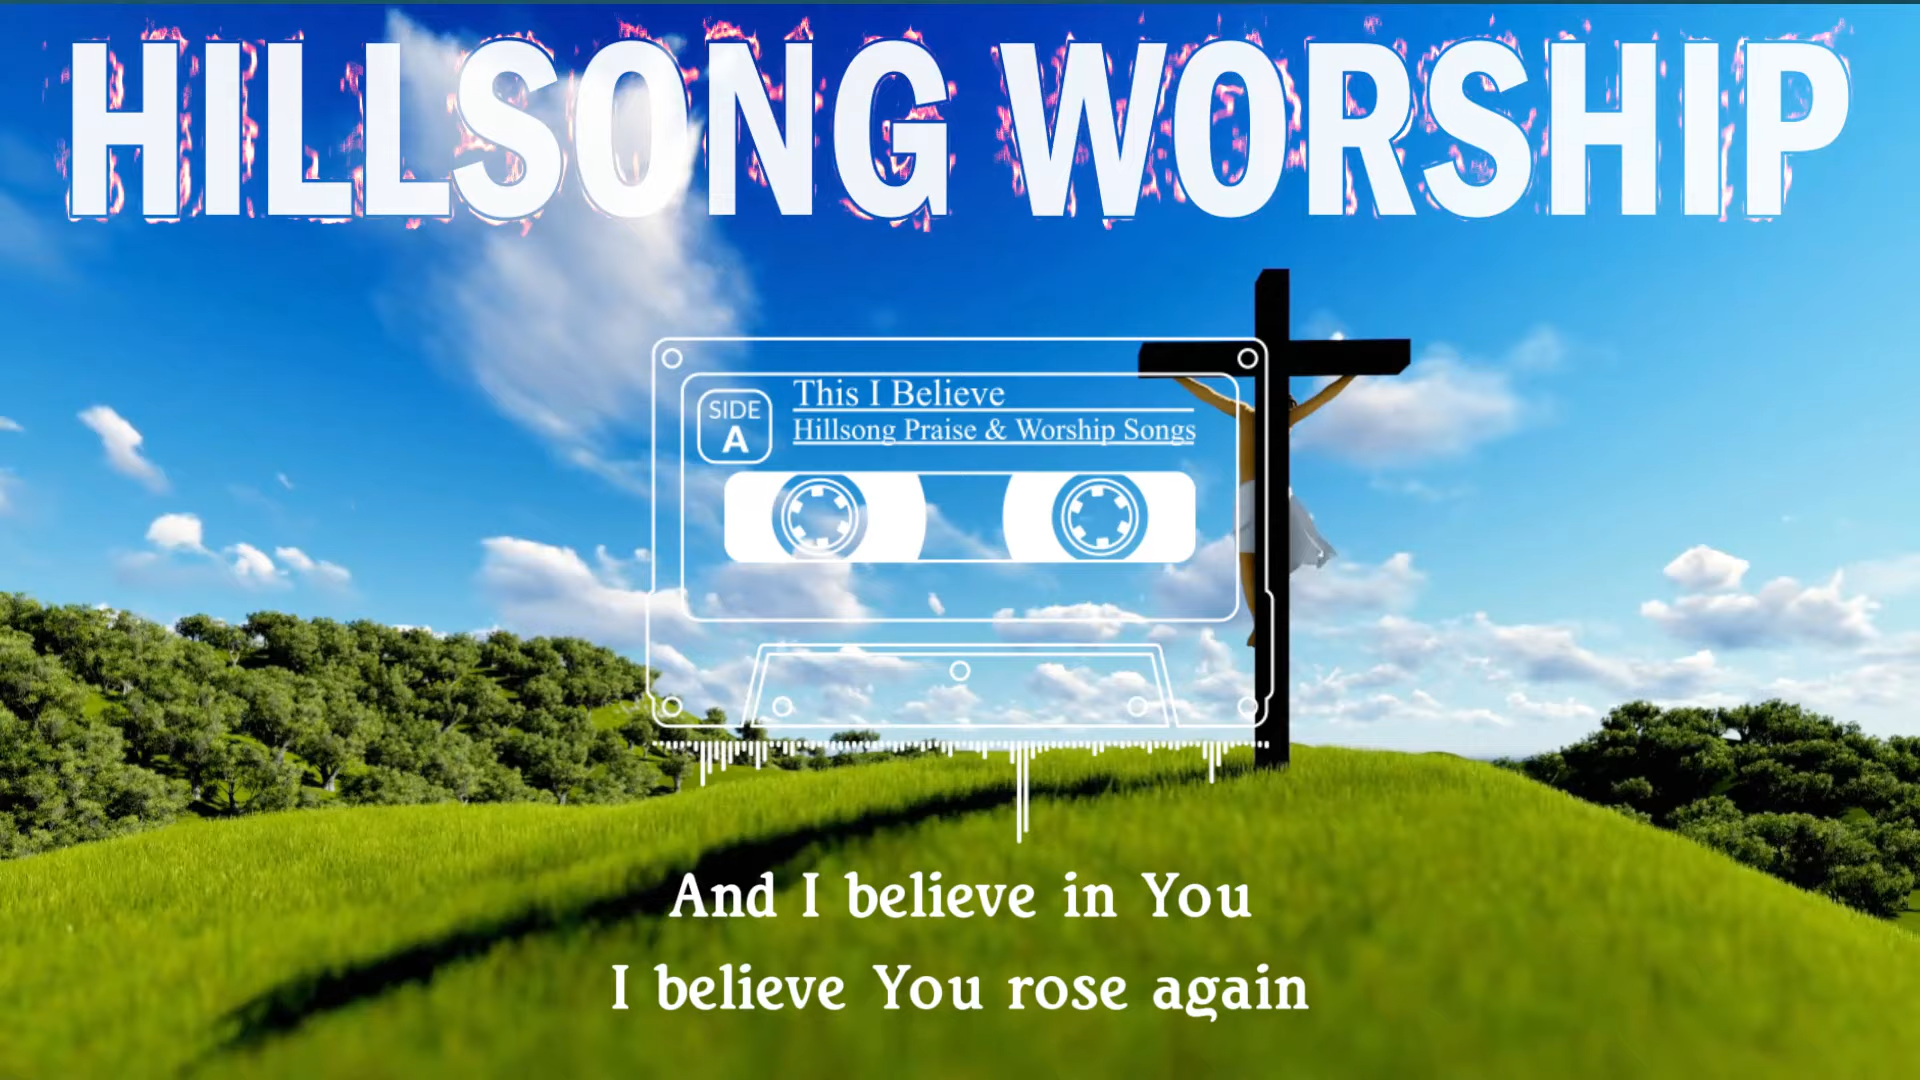 HILLSONG WORSHIP
SIDE
A
This I Believe
Hillsong Praise & Worship Songs
And I believe in You
I believe You rose again